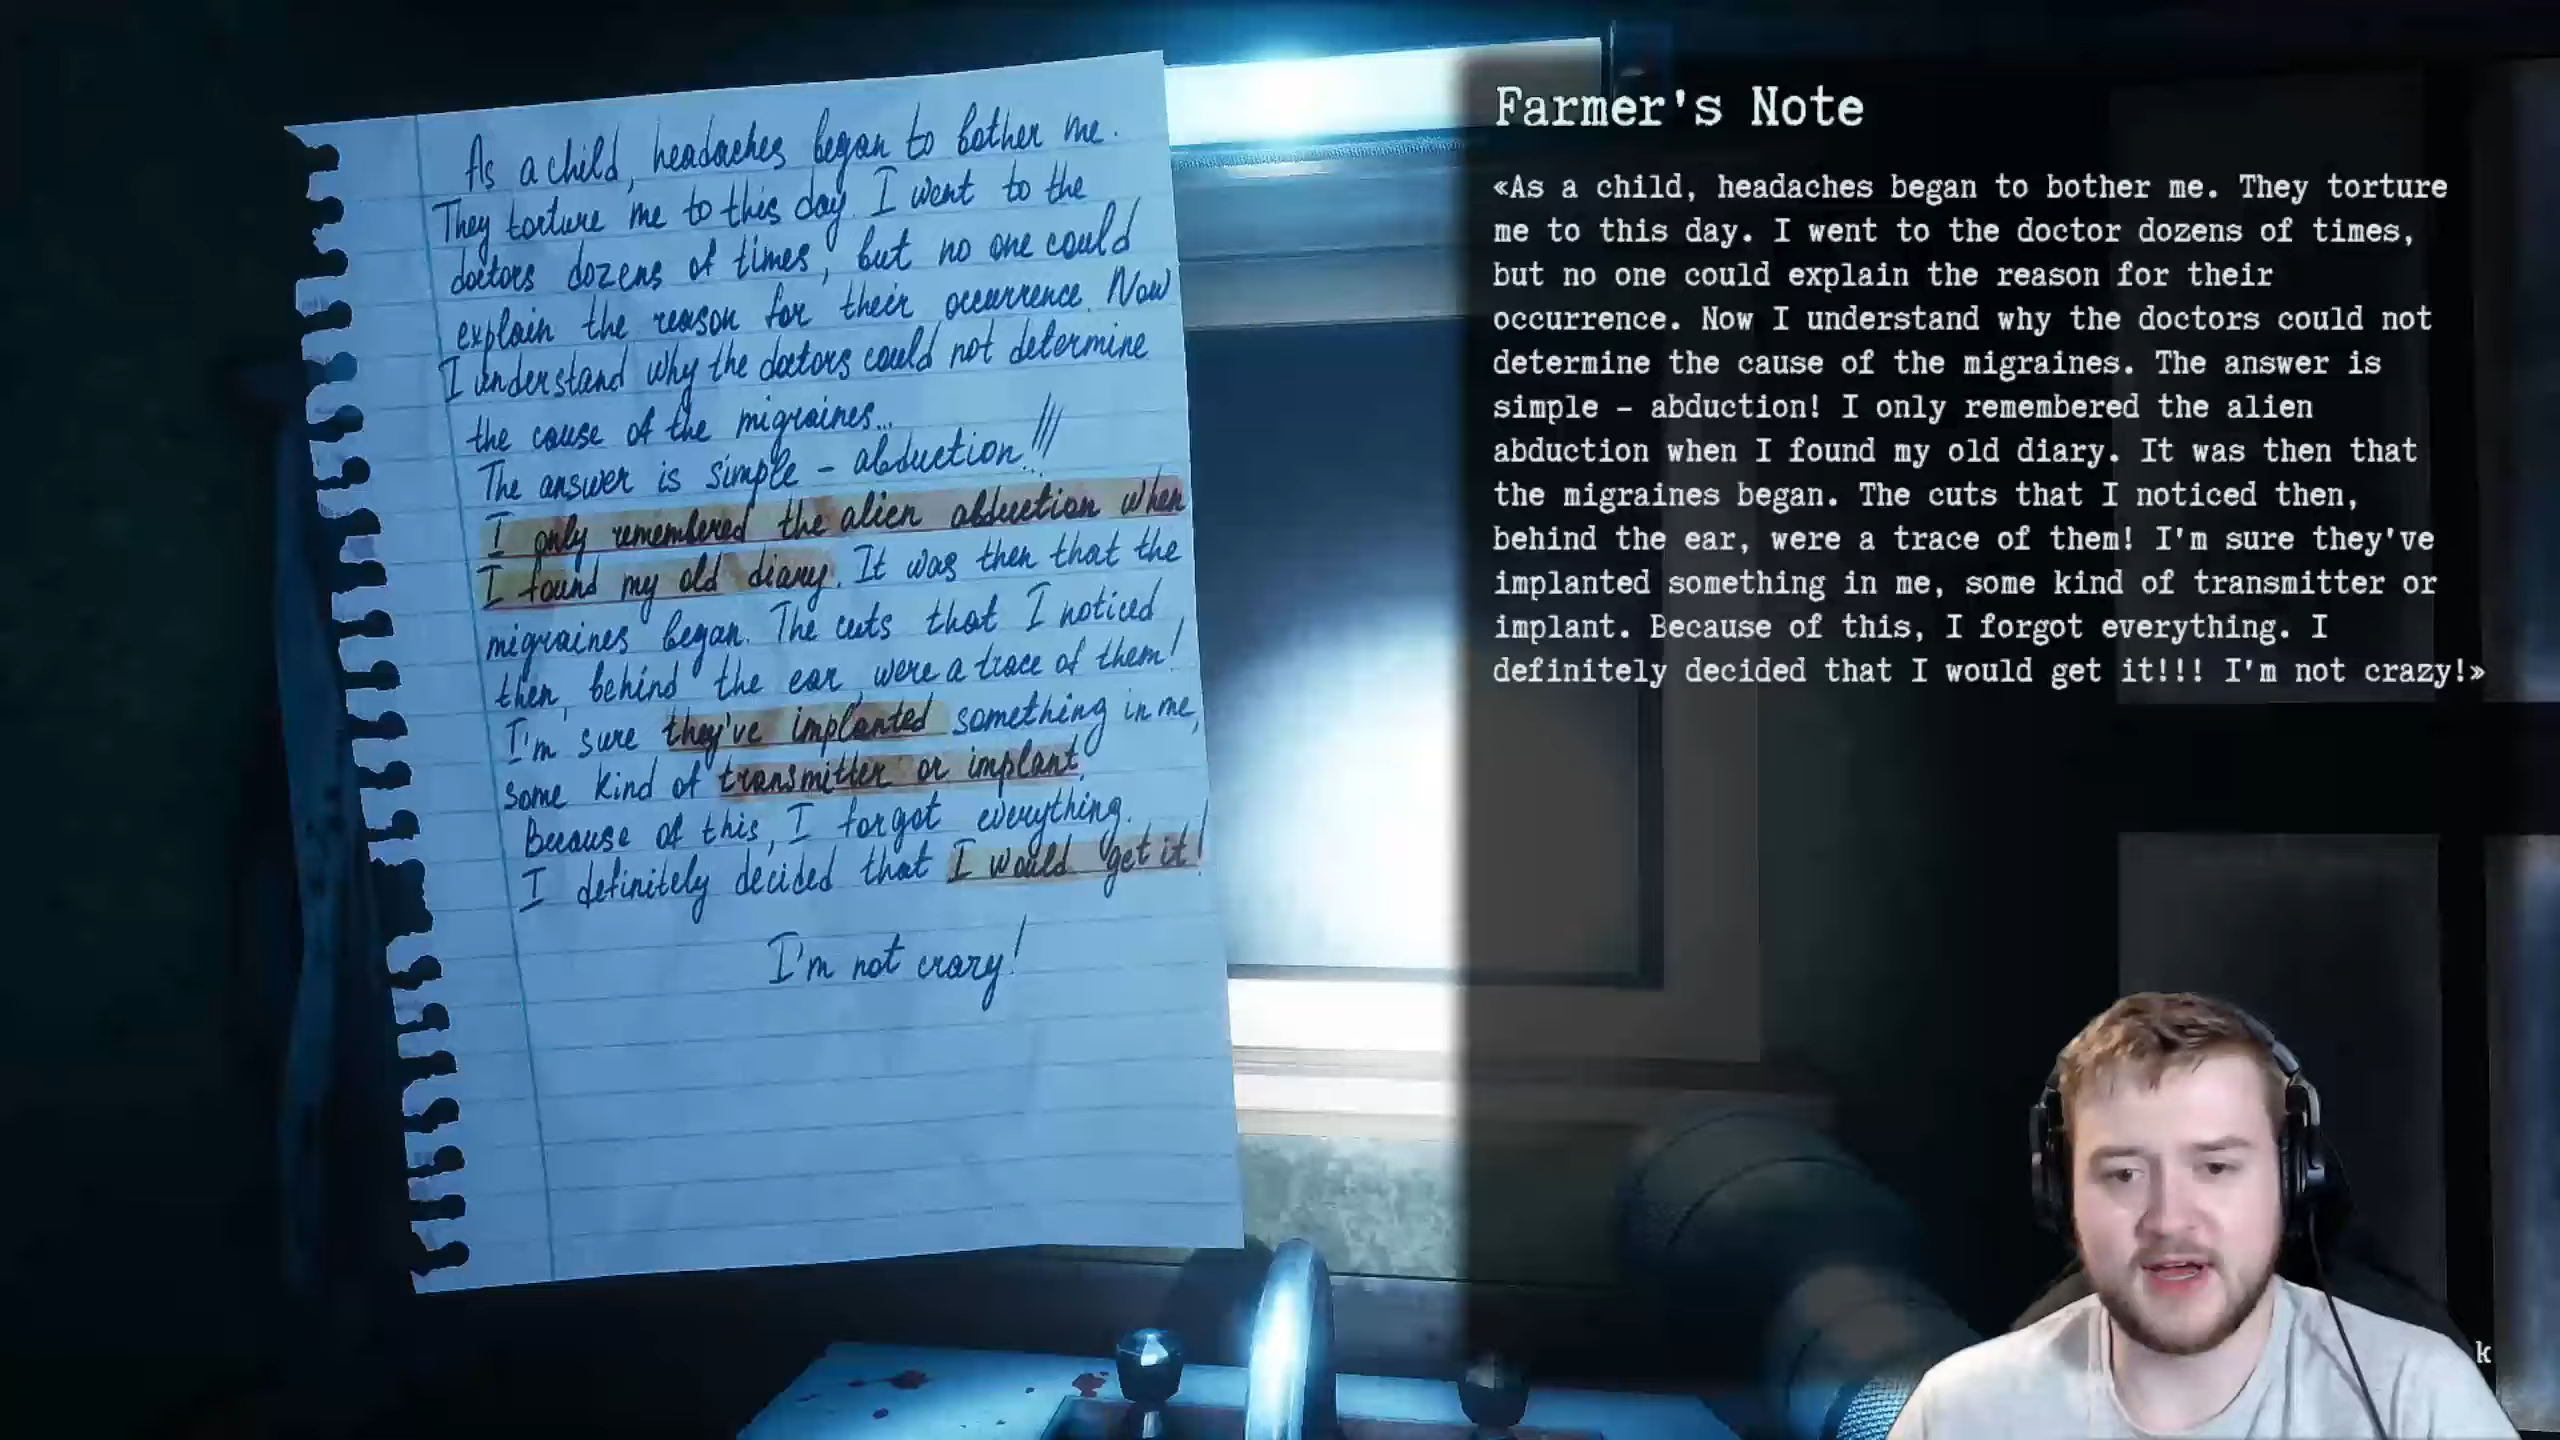 As a child, headaches began to bother me.
They torture me to this day. I went to the
doctors dozens of times, but no one could
explain the reason for their occurrence. Now
I understand why the doctors could not determine
the cause of the migraines...
The answer is simple - abduction!!!
I only remembered the alien abduction when
I found my old diary. It was then that the
migraines began. The cuts that I noticed
then, behind the ear, were a trace of them!
I'm sure they've implanted something in me,
some kind of transmitter or implant.
Because of this, I forgot everything.
I definitely decided that I would get it!
I'm not crazy!
Farmer's Note
«As a child, headaches began to bother me. They torture
me to this day. I went to the doctor dozens of times,
but no one could explain the reason for their
occurrence. Now I understand why the doctors could not
determine the cause of the migraines. The answer is
simple – abduction! I only remembered the alien
abduction when I found my old diary. It was then that
the migraines began. The cuts that I noticed then,
behind the ear, were a trace of them! I'm sure they've
implanted something in me, some kind of transmitter or
implant. Because of this, I forgot everything. I
definitely decided that I would get it!!! I'm not crazy!»
k